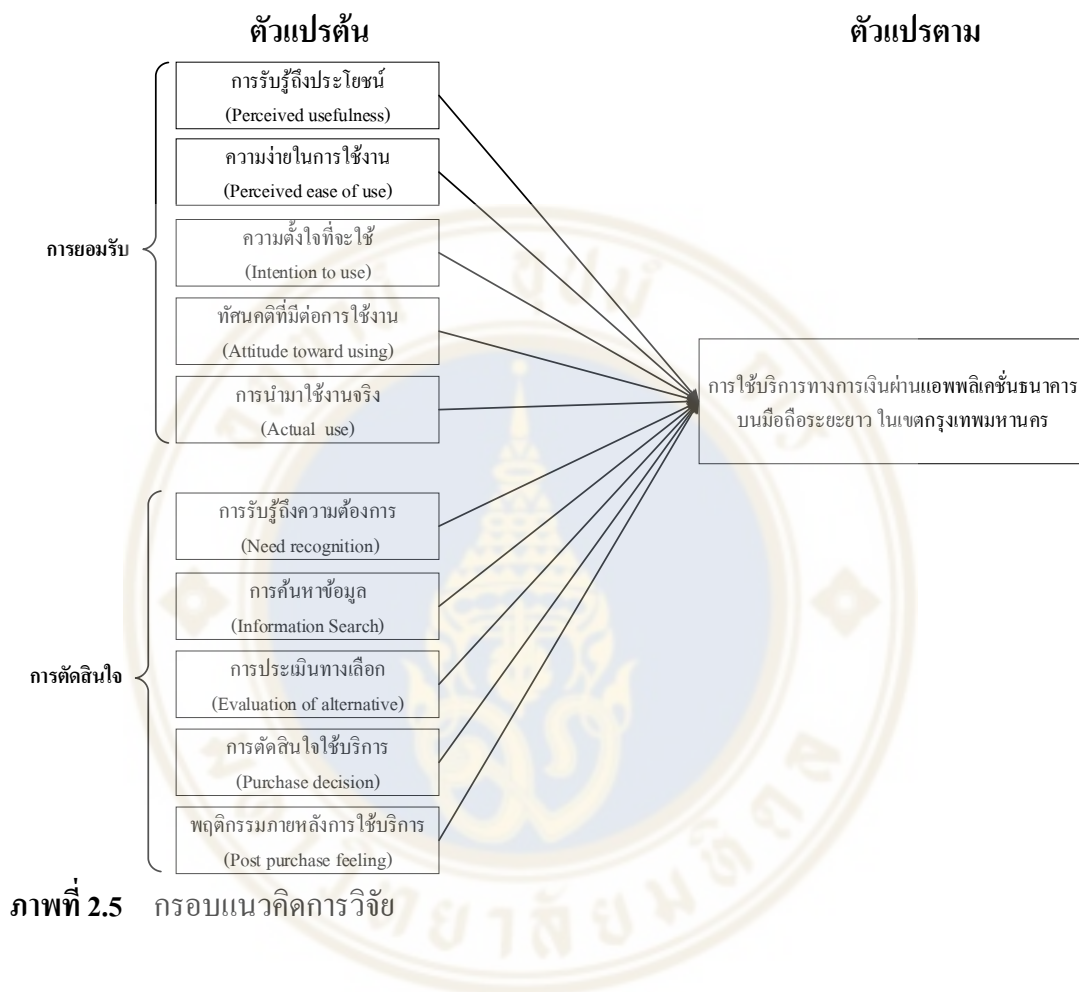 ตัวแปรต้น
ตัวแปรตาม
การยอมรับ
การรับรู้ถึงประโยชน์
(Perceived usefulness)
ความง่ายในการใช้งาน
(Perceived ease of use)
ความตั้งใจที่จะใช้
(Intention to use)
ทัศนคติที่มีต่อการใช้งาน
(Attitude toward using)
การนำมาใช้งานจริง
(Actual use)
การตัดสินใจ
การรับรู้ถึงความต้องการ
(Need recognition)
การค้นหาข้อมูล
(Information Search)
การประเมินทางเลือก
(Evaluation of alternative)
การตัดสินใจใช้บริการ
(Purchase decision)
พฤติกรรมภายหลังการใช้บริการ
(Post purchase feeling)
การใช้บริการทางการเงินผ่านแอพพลิเคชั่นธนาคาร
บนมือถือระยะยาว ในเขตกรุงเทพมหานคร
ภาพที่ 2.5 กรอบแนวคิดการวิจัย